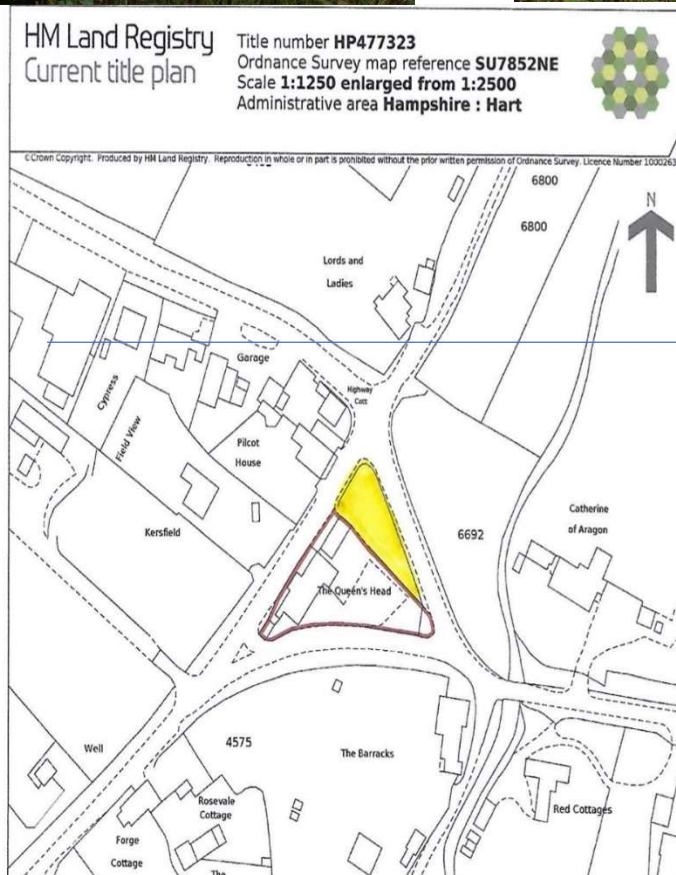 HM Land Registry
Current title plan
Title number HP477323
Ordnance Survey map reference SU7852NE
Scale 1:1250 enlarged from 1:2500
Administrative area Hampshire : Hart
©Crown Copyright. Produced by HM Land Registry. Reproduction in whole or in part is prohibited without the prior written permission of Ordnance Survey. Licence Number 1000263
6800
N
6800
Lords and
Ladies
Garage
Cypress
Highway
Cott
Field View
Pilcot
House
Kersfield
6692
Catherine
of Aragon
The Queen's Head
Well
4575
The Barracks
Rosevale
Cottage
Red Cottages
Forge
Cottage
The